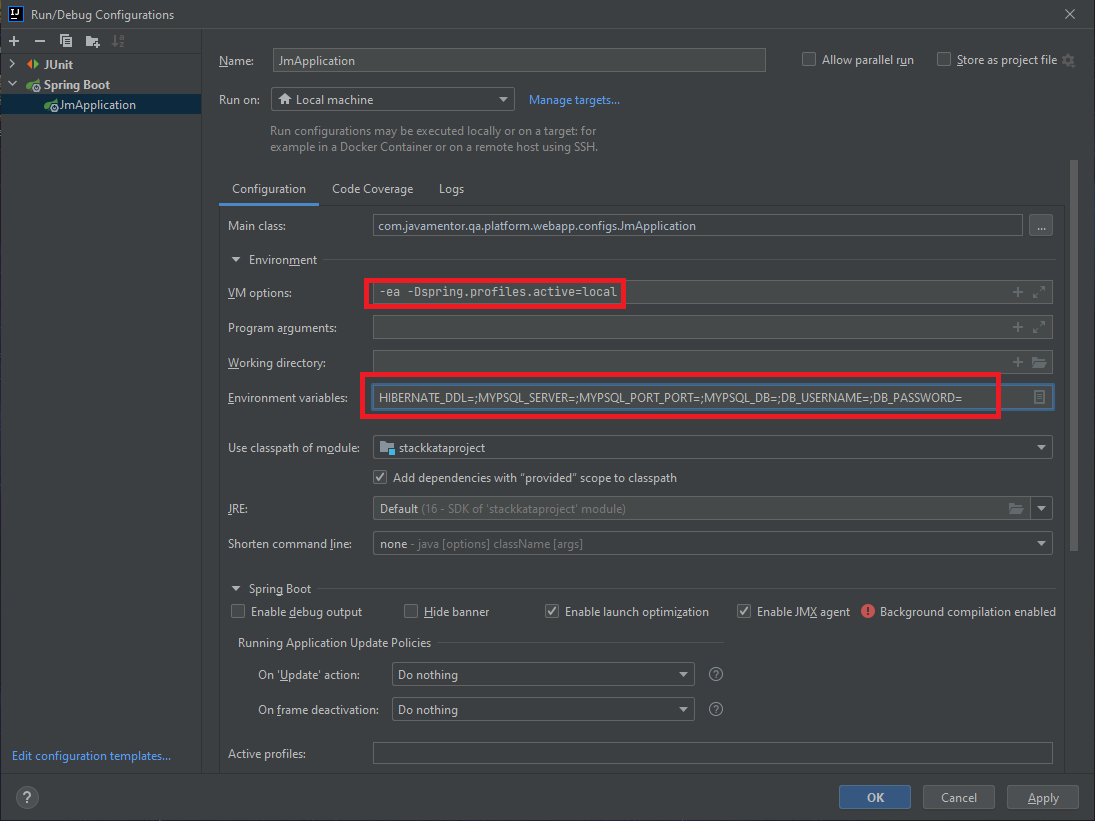 Run/Debug Configurations
JUnit
Spring Boot
JmApplication
Name: JmApplication Allow parallel run Store as project file
Run on: Local machine Manage targets...
Run configurations may be executed locally or on a target: for
example in a Docker Container or on a remote host using SSH.
Configuration Code Coverage Logs
Main class: com.javamentor.qa.platform.webapp.configs.JmApplication ...
Environment
VM options: -ea -Dspring.profiles.active=local
Program arguments:
Working directory:
Environment variables: HIBERNATE_DDL=;MYPSQL_SERVER=;MYPSQL_PORT_PORT=;MYPSQL_DB=;DB_USERNAME=;DB_PASSWORD=
Use classpath of module: stackkataproject
Add dependencies with “provided” scope to classpath
JRE: Default (16 - SDK of 'stackkataproject' module)
Shorten command line: none - java [options] className [args]
Spring Boot
Enable debug output Hide banner Enable launch optimization Enable JMX agent Background compilation enabled
Running Application Update Policies
On 'Update' action: Do nothing ?
On frame deactivation: Do nothing ?
Active profiles:
Edit configuration templates...
? OK Cancel Apply